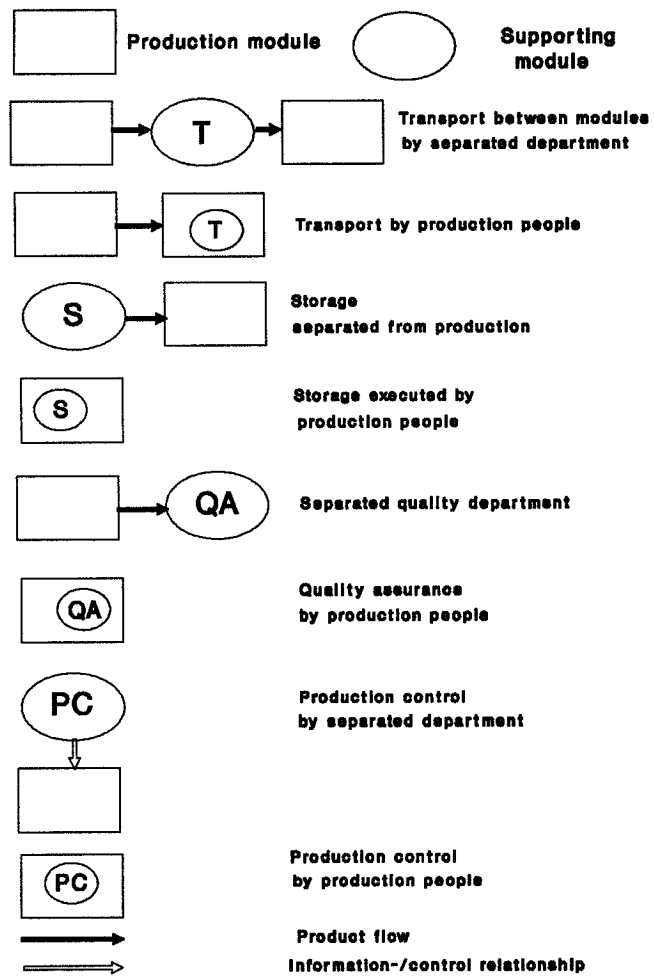 Production module
Supporting
module
T
Transport between modules
by separated department
T
Transport by production people
S
Storage
separated from production
S
Storage executed by
production people
QA
Separated quality department
QA
Quality assurance
by production people
PC
Production control
by separated department
PC
Production control
by production people
Product flow
Information-/control relationship